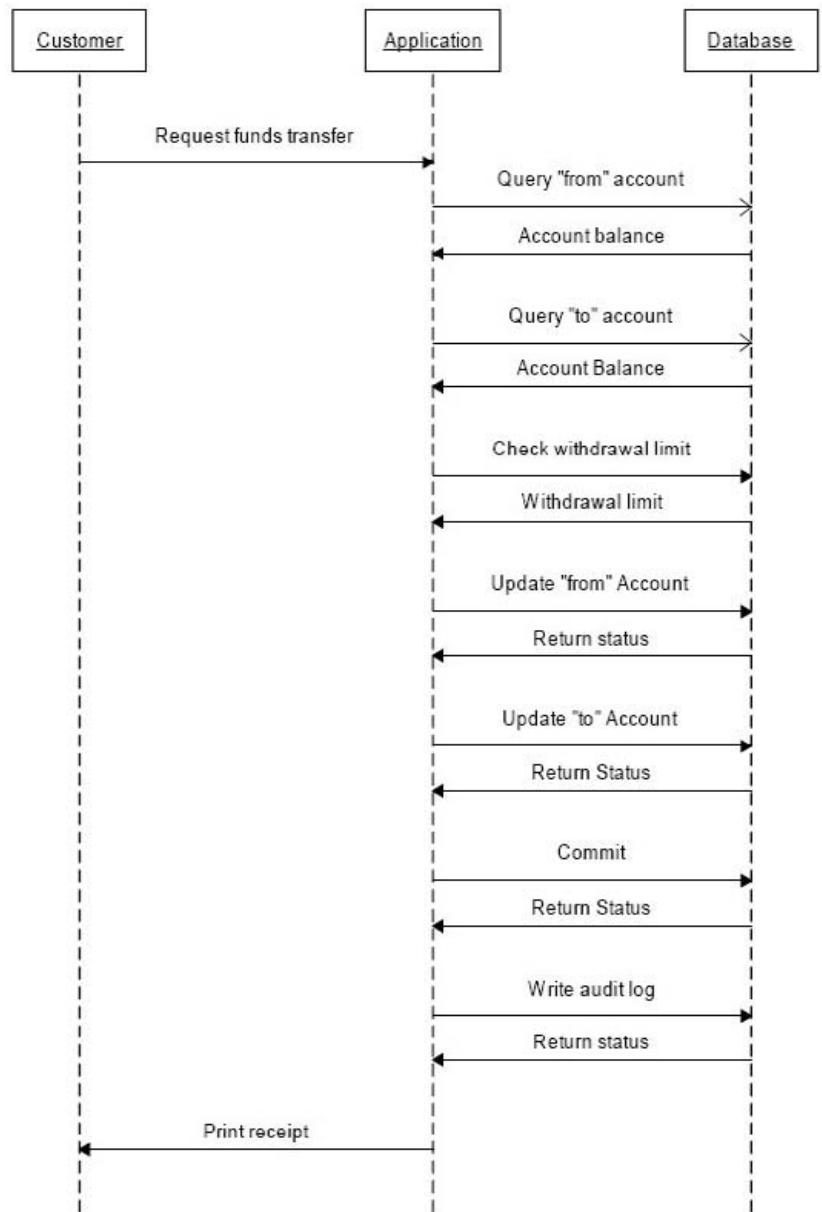 Customer
Application
Database
Request funds transfer
Query "from" account
Account balance
Query "to" account
Account Balance
Check withdrawal limit
Withdrawal limit
Update "from" Account
Return status
Update "to" Account
Return Status
Commit
Return Status
Write audit log
Return status
Print receipt